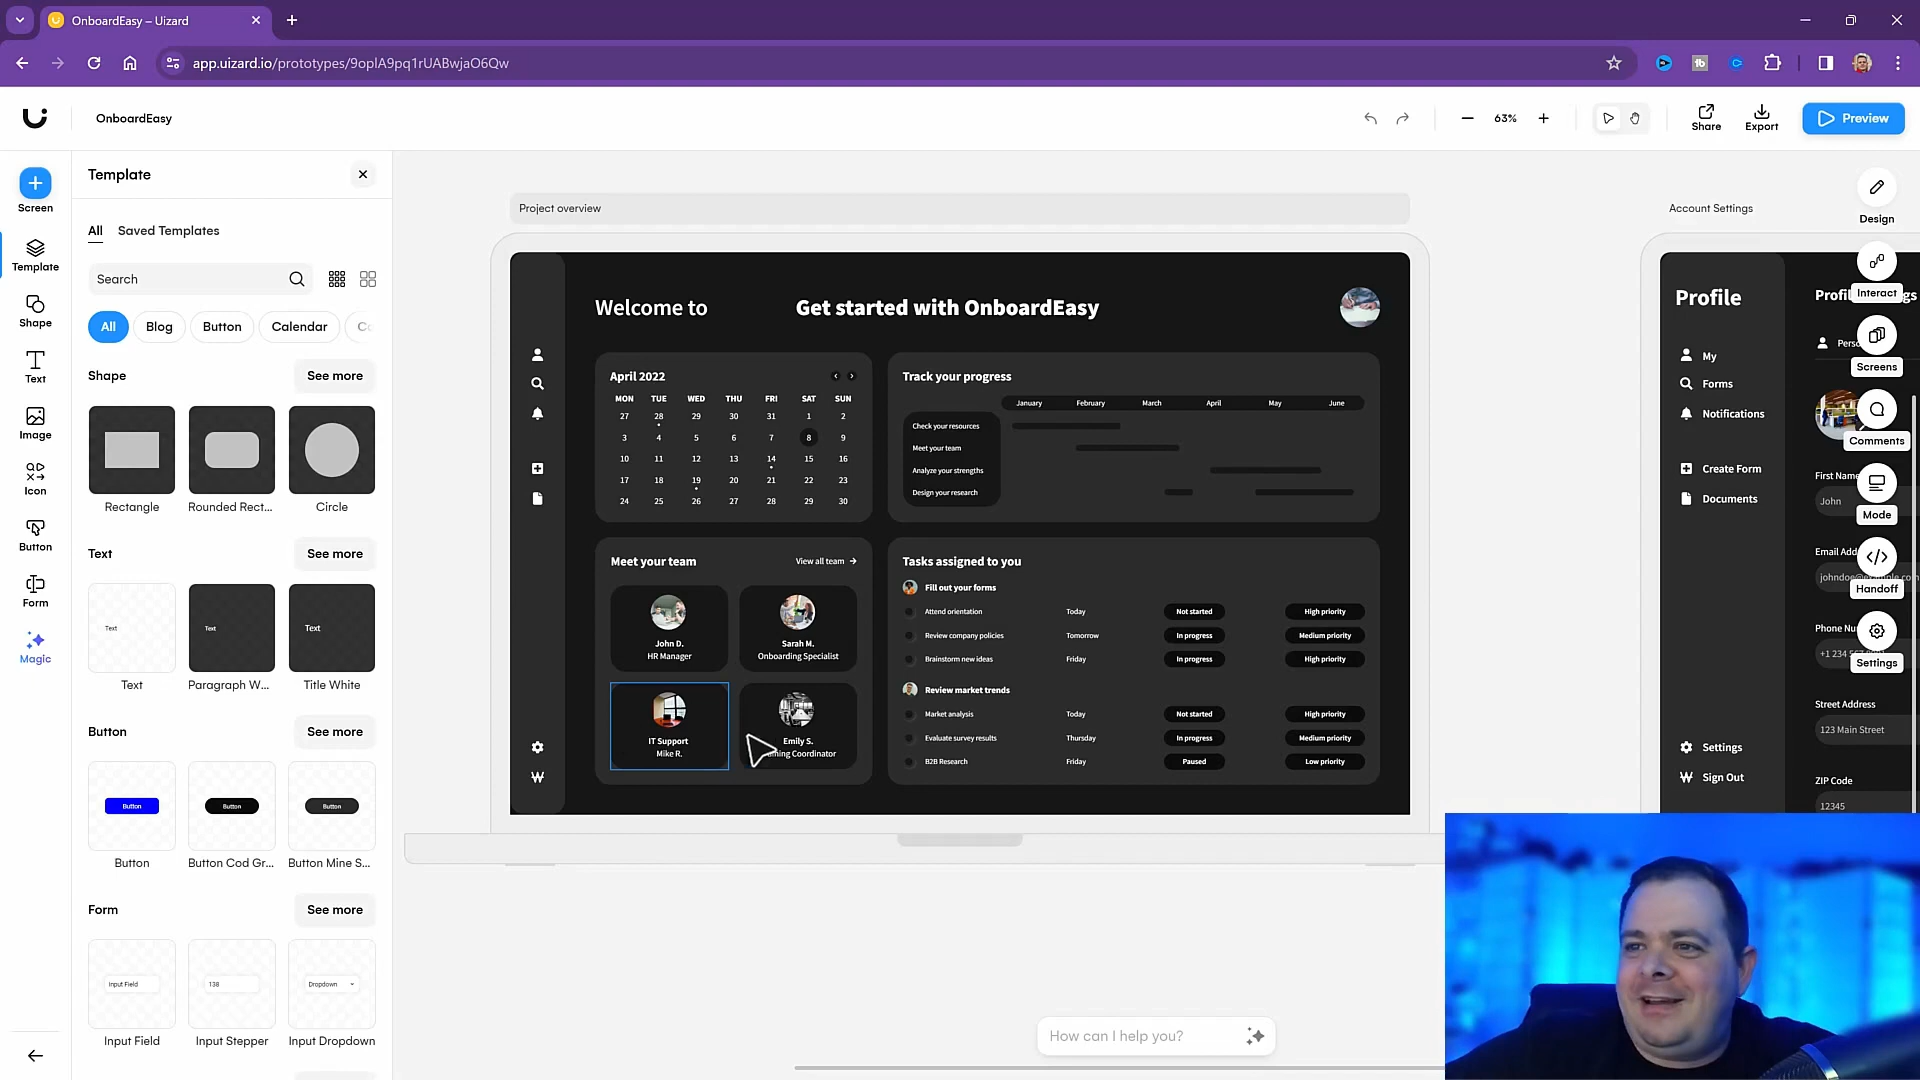 OnboardEasy – Uizard
app.uizard.io/prototypes/9oplA9pq1rUABwjaO6Qw
OnboardEasy
63%
Share
Export
Preview
Screen
Template
Shape
Text
Image
Icon
Button
Form
Magic
Template
All
Saved Templates
Search
All
Blog
Button
Calendar
Shape
See more
Rectangle
Rounded Rect...
Circle
Text
See more
Text
Text
Text
Text
Paragraph W...
Title White
Button
See more
Button
Button
Button
Button
Button Cod Gr...
Button Mine S...
Form
See more
Input Field
138
Dropdown
Input Field
Input Stepper
Input Dropdown
Project overview
Welcome to
Get started with OnboardEasy
April 2022
MON TUE WED THU FRI SAT SUN
27 28 29 30 31 1 2
3 4 5 6 7 8 9
10 11 12 13 14 15 16
17 18 19 20 21 22 23
24 25 26 27 28 29 30
Track your progress
January February March April May June
Check your resources
Meet your team
Analyze your strengths
Design your research
Meet your team
View all team
John D.
HR Manager
Sarah M.
Onboarding Specialist
IT Support
Mike R.
Emily S.
Coordinator
Tasks assigned to you
Fill out your forms
Attend orientation Today Not started High priority
Review company policies Tomorrow In progress Medium priority
Brainstorm new ideas Friday In progress High priority
Review market trends
Market analysis Today Not started High priority
Evaluate survey results Thursday In progress Medium priority
B2B Research Friday Paused Low priority
Account Settings
Profile
My
Forms
Notifications
Create Form
Documents
Settings
Sign Out
First Name
John
Phone Nu
Street Address
123 Main Street
ZIP Code
12345
Design
Interact
Screens
Comments
Mode
Handoff
Settings
How can I help you?